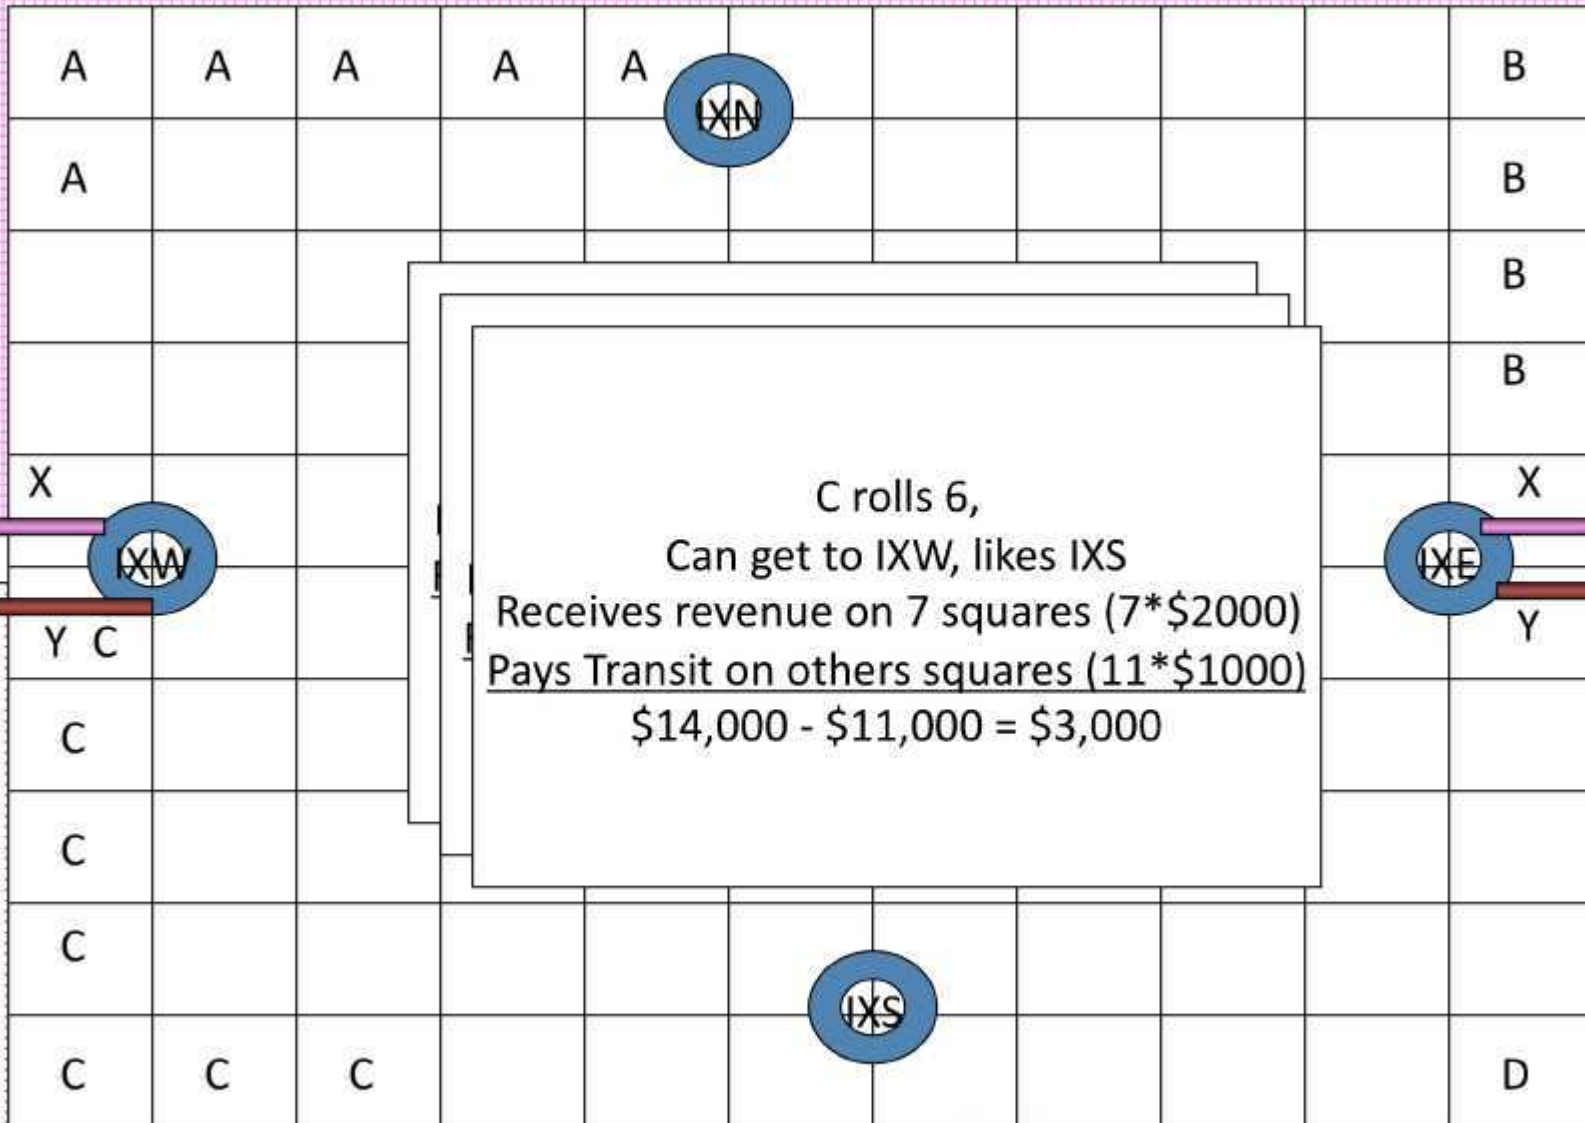 A A A A A B
IXN
A B
B
B
X X
IXW IXE
Y C Y
C rolls 6,
Can get to IXW, likes IXS
Receives revenue on 7 squares (7*$2000)
Pays Transit on others squares (11*$1000)
$14,000 - $11,000 = $3,000
C
C
C
IXS
C C C D